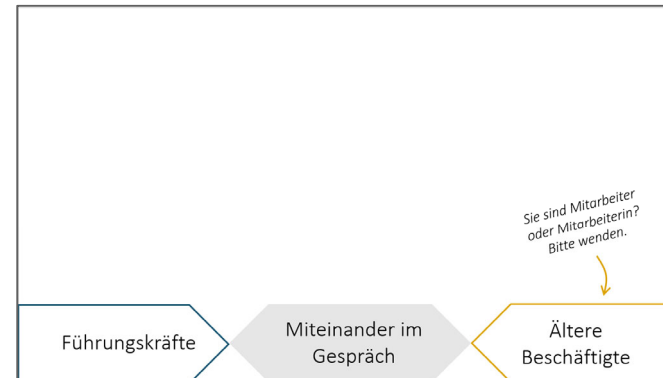 Sie sind Mitarbeiter
oder Mitarbeiterin?
Bitte wenden.
Führungskräfte
Miteinander im
Gespräch
Ältere
Beschäftigte